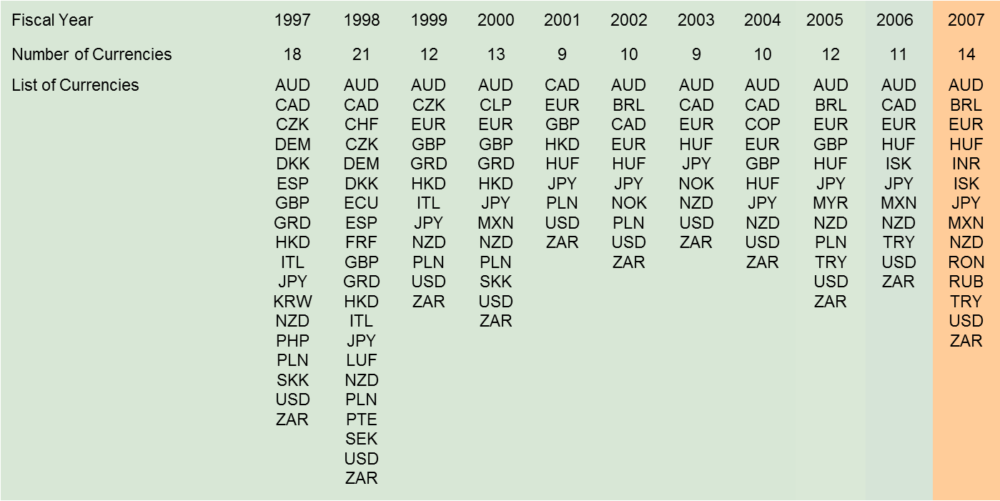 Fiscal Year 1997 1998 1999 2000 2001 2002 2003 2004 2005 2006 2007
Number of Currencies 18 21 12 13 9 10 9 10 12 11 14
List of Currencies AUD AUD AUD AUD CAD AUD AUD AUD AUD AUD AUD
CAD CAD CZK CLP EUR BRL CAD CAD BRL CAD BRL
CZK CHF EUR EUR GBP CAD EUR COP EUR EUR EUR
DEM CZK GBP GBP HKD EUR HUF EUR GBP HUF HUF
DKK DEM GRD GRD HUF HUF JPY GBP HUF ISK INR
ESP DKK HKD HKD JPY JPY NOK HUF JPY JPY ISK
GBP ECU ITL JPY PLN NOK NZD JPY MYR MXN JPY
GRD ESP JPY MXN USD PLN USD NZD NZD NZD MXN
HKD FRF NZD NZD ZAR USD ZAR USD PLN TRY NZD
ITL GBP PLN PLN ZAR ZAR TRY USD RON
JPY GRD USD SKK USD ZAR RUB
KRW HKD ZAR USD ZAR TRY
NZD ITL ZAR USD
PHP JPY ZAR
PLN LUF
SKK NZD
USD PLN
ZAR PTE
SEK
USD
ZAR